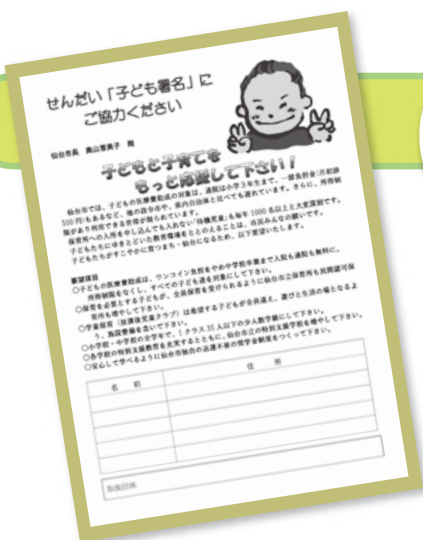 せんだい「子ども署名」に
ご協力ください
仙台市長　奥山恵美子　殿
子どもと子育てを
もっと応援して下さい！
仙台市では、子どもの医療費助成の対象は、通院は小学３年生まで、一部負担金(月初診
500円)もあるなど、他の政令市や、県内自治体と比べても遅れています。さらに、所得制
限があり利用できる世帯が限られています。
保育所への入所を申し込んでも入れない「待機児童」も毎年1000名以上と大変深刻です。
子どもたちにゆきとどいた教育環境をととのえることは、市民みんなの願いです。
子どもたちがすこやかに育つまち・仙台になるため、以下要望いたします。
要望項目
○子どもの医療費助成は、ワンコイン負担をやめ中学校卒業まで入院も通院も無料に。
所得制限をなくし、すべての子ども達を対象にして下さい。
○保育を必要とする子どもが、全員保育を受けられるように仙台市立保育所も民間認可保
育所も増やして下さい。
○学童保育（放課後児童クラブ）は希望する子どもが全員通え、遊びと生活の場となるよ
う、施設整備を急いで下さい。
○小学校・中学校の全学年で、１クラス35人以下の少人数学級にして下さい。
○各学校の特別支援教育を充実するとともに、仙台市立の特別支援学校を増やして下さい。
○安心して学べるように仙台市独自の返還不要の奨学金制度をつくって下さい。
名　前　住　所
取扱団体